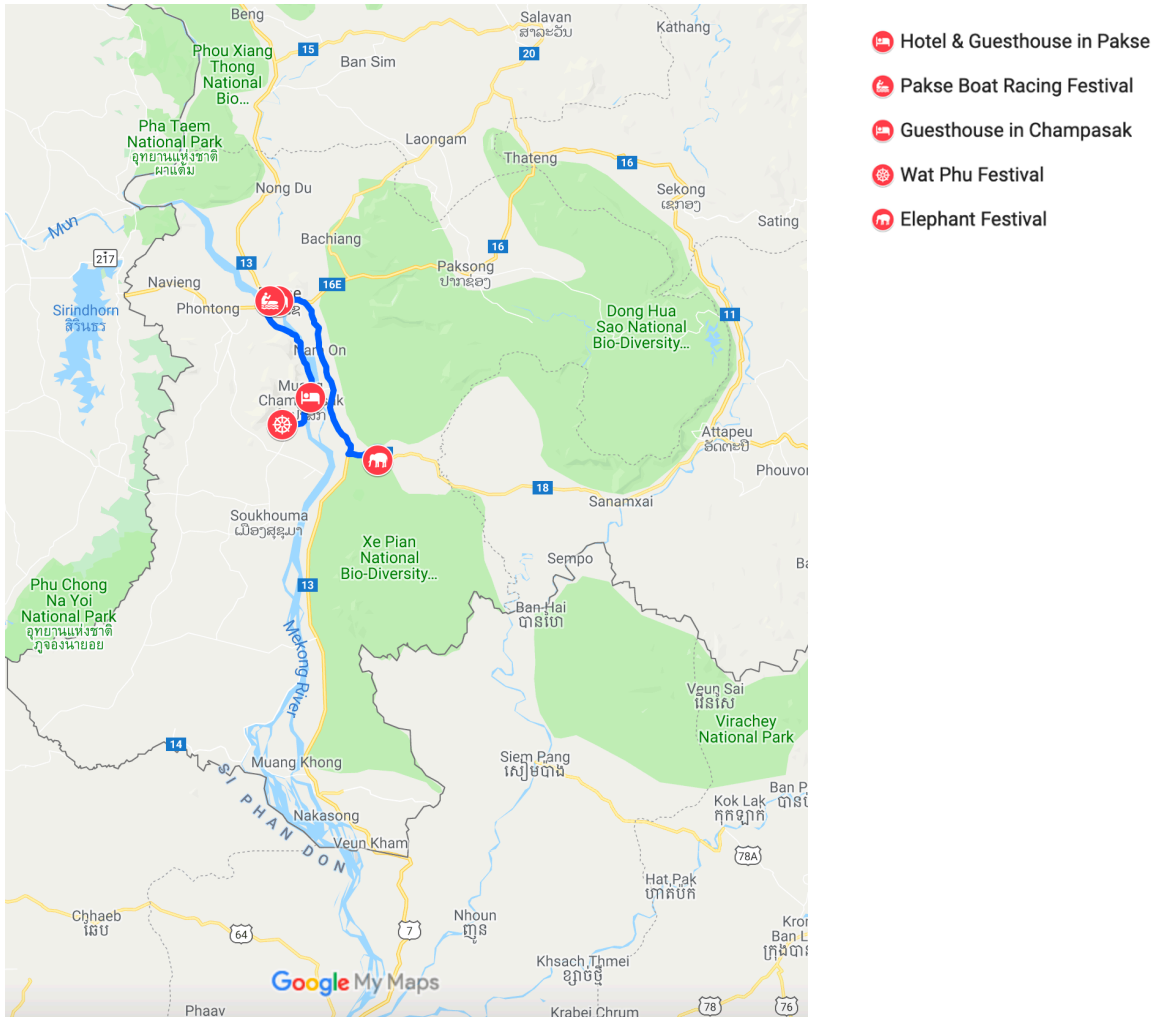 Beng
Salavan
ສາລະວັນ
Kathang
15
20
Phou Xiang
Thong
National
Bio...
Ban Sim
Pha Taem
National Park
อุทยานแห่งชาติ
ผาแต้ม
Laongam
Thateng
16
Nong Du
Sekong
ເຊກອງ
Mun
Sating
217
Bachiang
16
13
Paksong
ປາກຊ່ອງ
Navieng
16E
Phontong
Sirindhorn
สิรินธร
Dong Hua
Sao National
Bio-Diversity...
11
Nam On
Attapeu
ອັດຕະປື
Phouvor
18
Sanamxai
Soukhouma
ເມືອງສຸຂຸມາ
Xe Pian
National
Bio-Diversity...
Sempo
13
Phu Chong
Na Yoi
National Park
อุทยานแห่งชาติ
ภูจองนายอย
Ban Hai
บ้านให้
Mekong River
Veun Sai
វើនសៃ
Virachey
National Park
14
Muang Khong
Siem Pang
សៀមប៉ាង
SI PHAN DON
Nakasong
Veun Kham
Kok Lak
កុកឡាក់
Ban P
78A
Hat Pak
ហាត់ប៉ក់
Chhaeb
ឆែប
64
7
Nhoun
ញូន
Khsach Thmei
ខ្សាច់ថ្មី
Google My Maps
Phaav
Krabei Chrum
78
76
Hotel & Guesthouse in Pakse
Pakse Boat Racing Festival
Guesthouse in Champasak
Wat Phu Festival
Elephant Festival